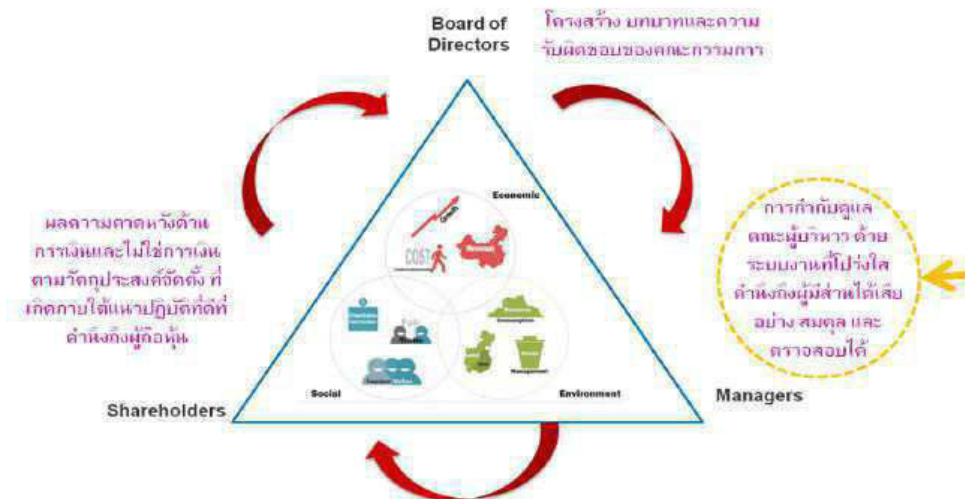 Board of
Directors
โครงสร้าง บทบาทและความ
รับผิดชอบของคณะกรรมการ
Economic
Growth
COST
ผลความคาดหวังด้าน
การเงินและไม่ใช่การเงิน
ตามวัตถุประสงค์จัดตั้ง ที่
เกิดภายใต้แนวปฏิบัติที่ดีที่
คำนึงถึงผู้ถือหุ้น
การกำกับดูแล
คณะผู้บริหาร ด้วย
ระบบงานที่โปร่งใส
คำนึงถึงผู้มีส่วนได้เสีย
อย่าง สมดุล และ
ตรวจสอบได้
Management
Social
Environment
Shareholders
Managers